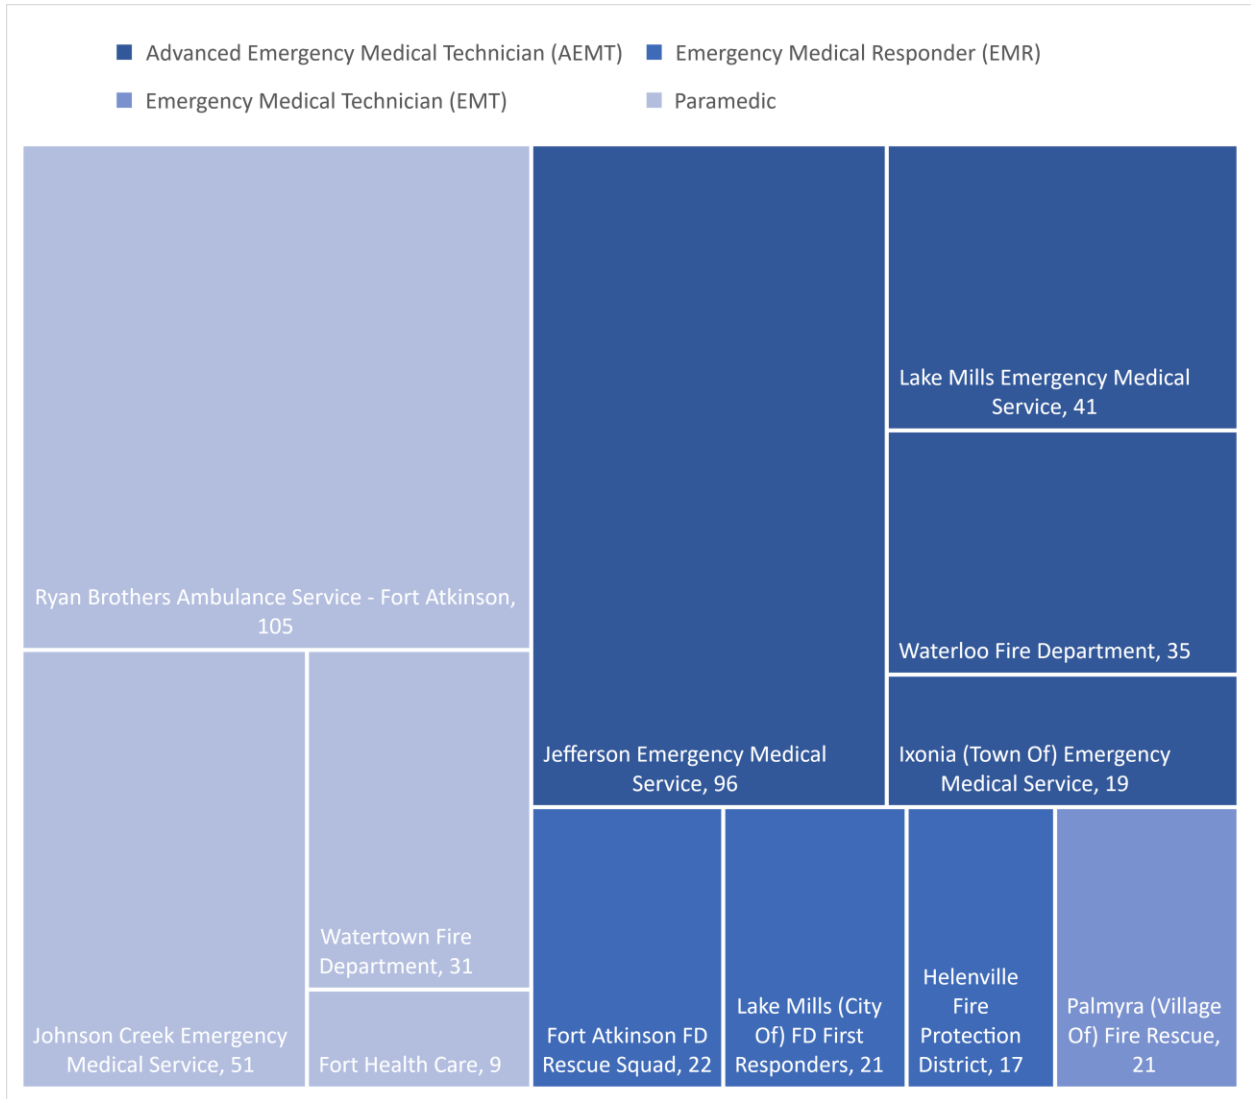 Advanced Emergency Medical Technician (AEMT)
Emergency Medical Responder (EMR)
Emergency Medical Technician (EMT)
Paramedic
Ryan Brothers Ambulance Service - Fort Atkinson,
105
Johnson Creek Emergency
Medical Service, 51
Watertown Fire
Department, 31
Fort Health Care, 9
Jefferson Emergency Medical
Service, 96
Lake Mills Emergency Medical
Service, 41
Waterloo Fire Department, 35
Ixonia (Town Of) Emergency
Medical Service, 19
Fort Atkinson FD
Rescue Squad, 22
Lake Mills (City
Of) FD First
Responders, 21
Helenville
Fire
Protection
District, 17
Palmyra (Village
Of) Fire Rescue,
21